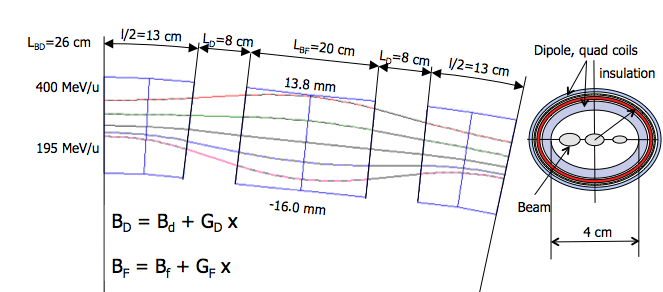 L_BD=26 cm
l/2=13 cm
L_D=8 cm
L_BF=20 cm
L_D=8 cm
l/2=13 cm
400 MeV/u
195 MeV/u
13.8 mm
-16.0 mm
B_D = B_d + G_D x
B_F = B_f + G_F x
Dipole, quad coils
insulation
Beam
4 cm